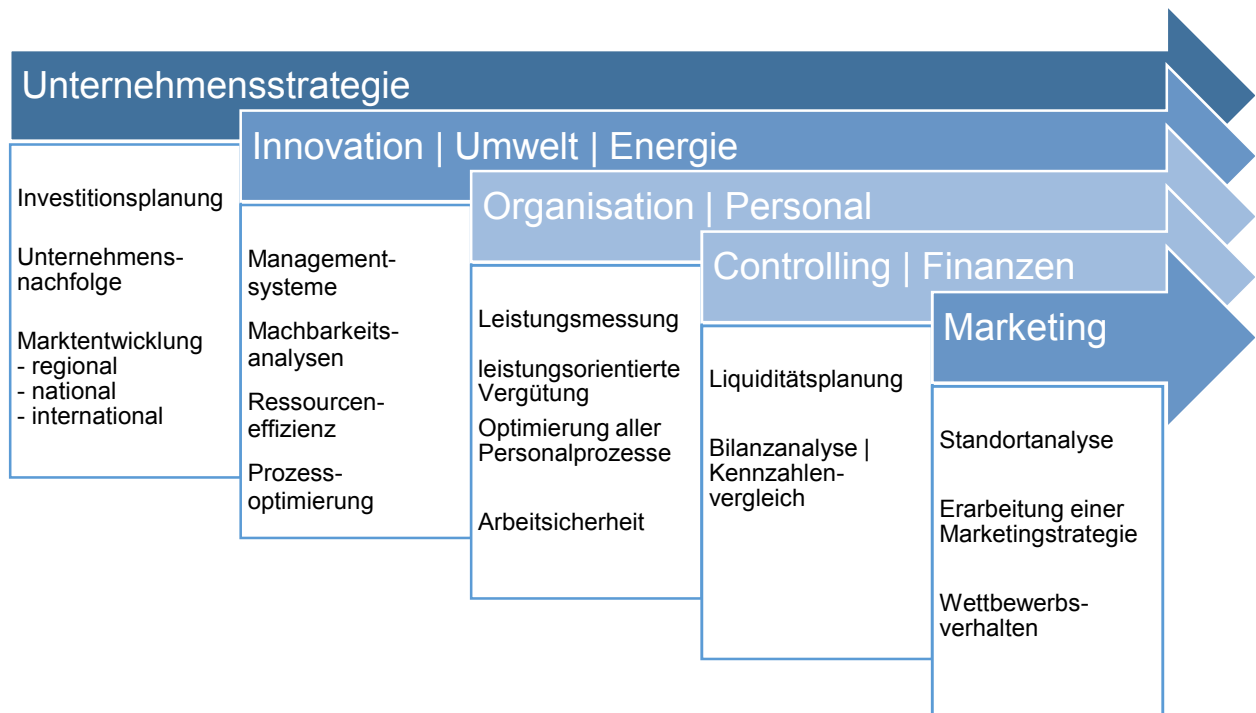 Unternehmensstrategie
Investitionsplanung
Unternehmens-
nachfolge
Marktentwicklung
- regional
- national
- international
Innovation | Umwelt | Energie
Management-
systeme
Machbarkeits-
analysen
Ressourcen-
effizienz
Prozess-
optimierung
Organisation | Personal
Leistungsmessung
leistungsorientierte
Vergütung
Optimierung aller
Personalprozesse
Arbeitsicherheit
Controlling | Finanzen
Liquiditätsplanung
Bilanzanalyse |
Kennzahlen-
vergleich
Marketing
Standortanalyse
Erarbeitung einer
Marketingstrategie
Wettbewerbs-
verhalten